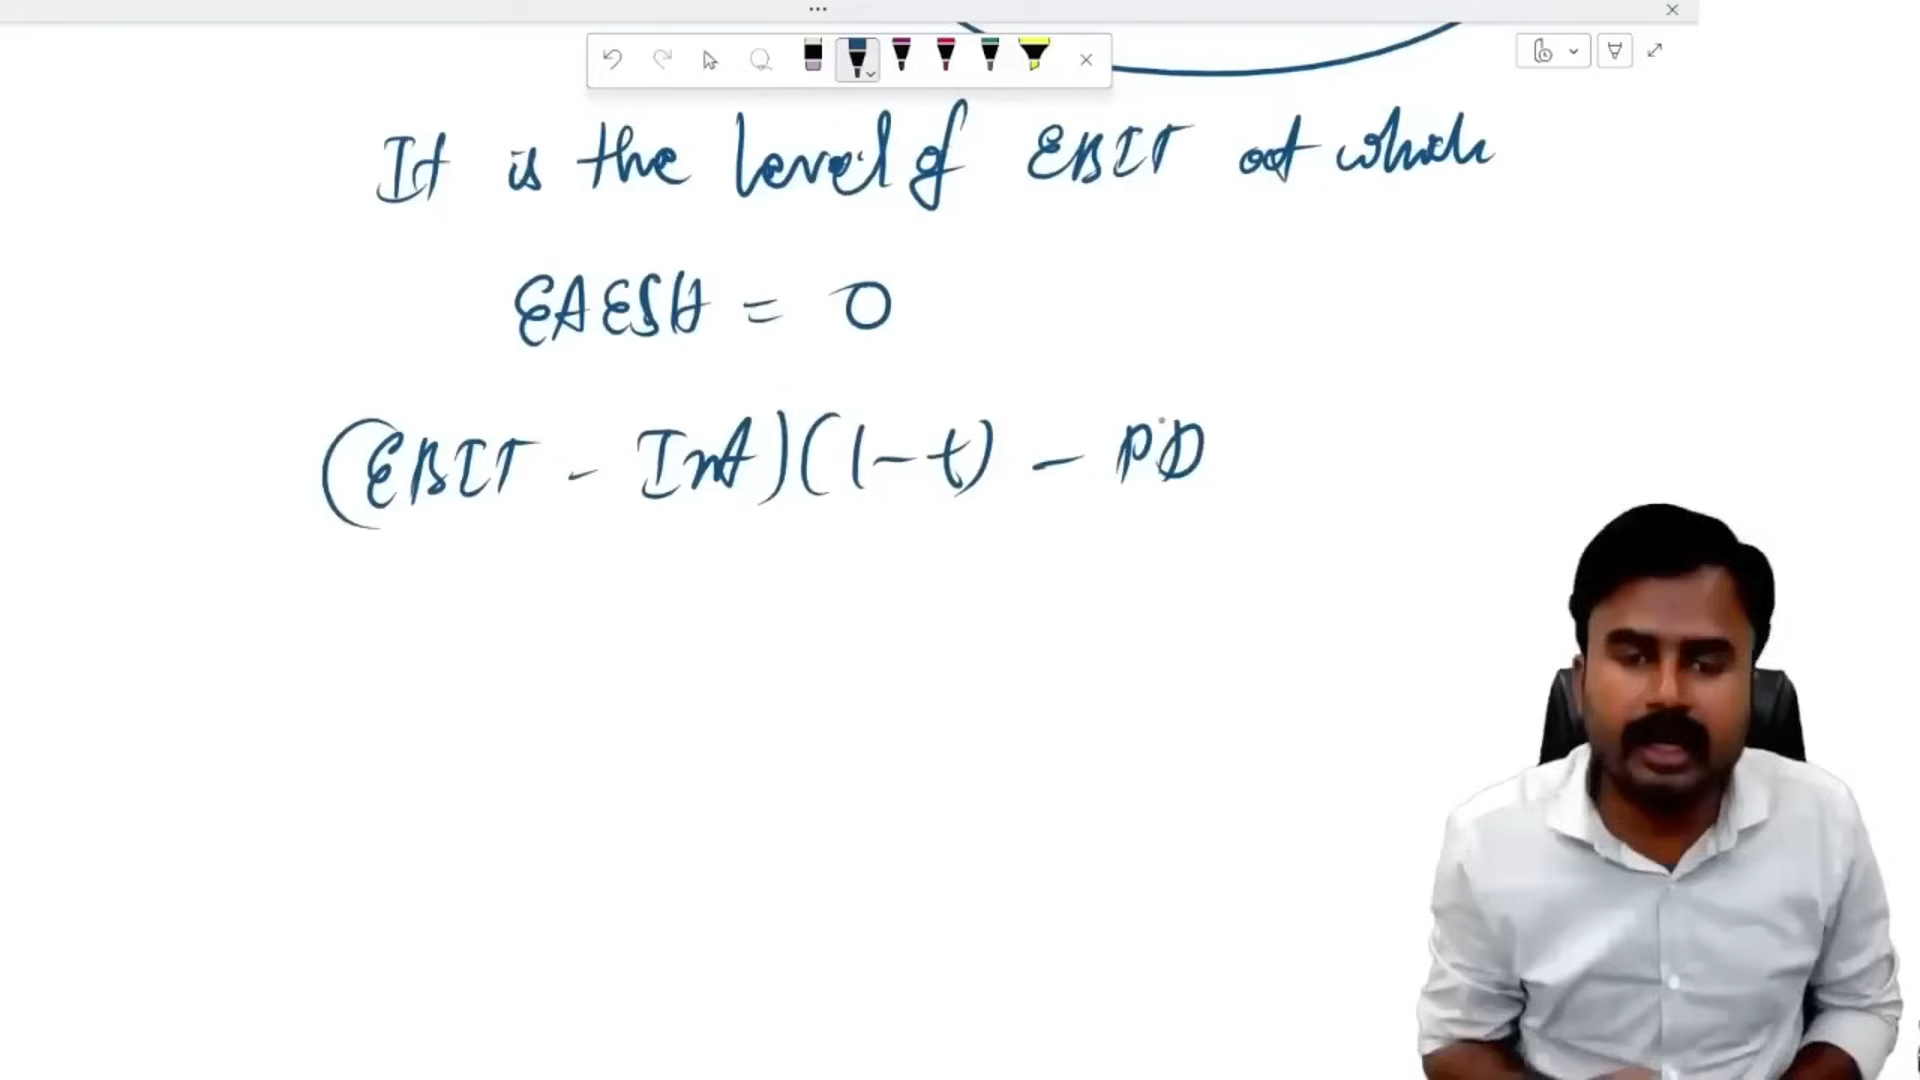 It is the level of EBIT at which
EAESH = 0
(EBIT - Int)(1-t) - PD